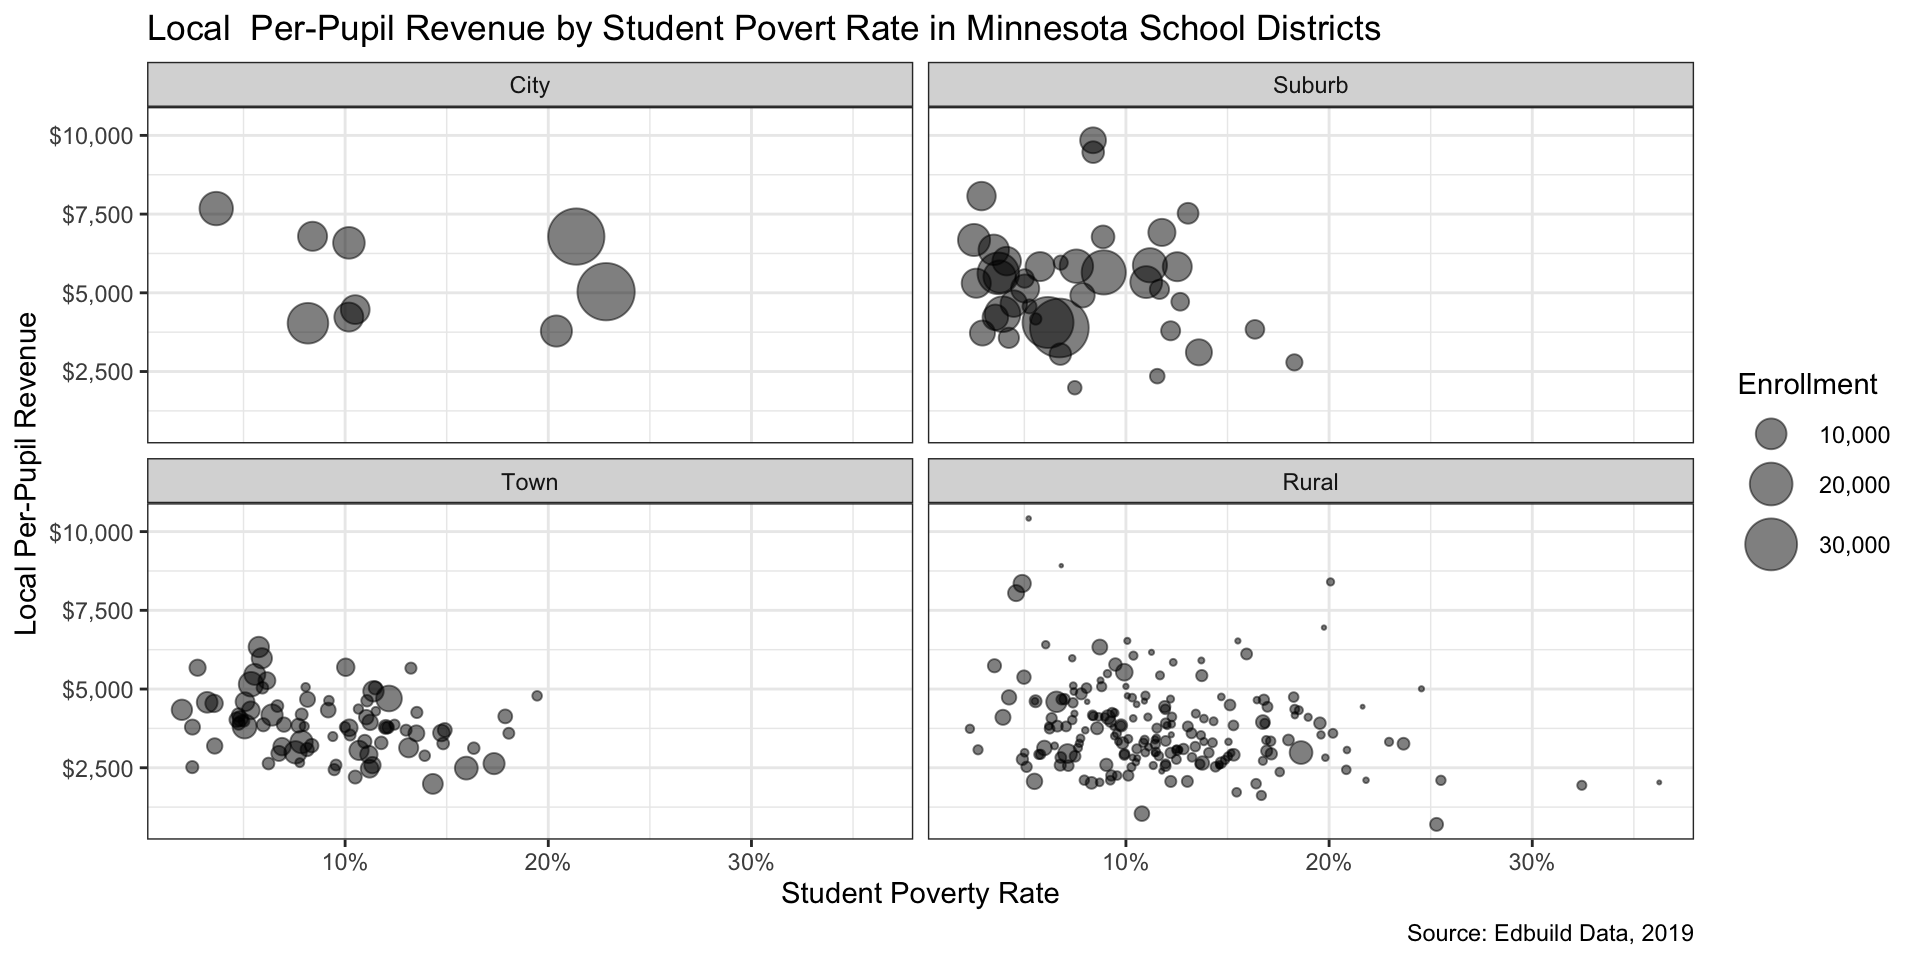 Local  Per-Pupil Revenue by Student Povert Rate in Minnesota School Districts
City
Suburb
$10,000
$7,500
$5,000
$2,500
Town
Rural
$10,000
$7,500
$5,000
$2,500
10%
20%
30%
10%
20%
30%
Local Per-Pupil Revenue
Student Poverty Rate
Enrollment
10,000
20,000
30,000
Source: Edbuild Data, 2019